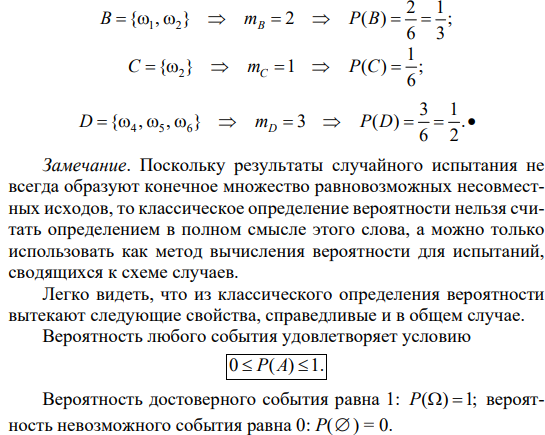 B = {ω₁, ω₂} ⇒ m_B = 2 ⇒ P(B) = 2/6 = 1/3;
C = {ω₂} ⇒ m_C = 1 ⇒ P(C) = 1/6;
D = {ω₄, ω₅, ω₆} ⇒ m_D = 3 ⇒ P(D) = 3/6 = 1/2. •
Замечание. Поскольку результаты случайного испытания не
всегда образуют конечное множество равновозможных несовмест-
ных исходов, то классическое определение вероятности нельзя счи-
тать определением в полном смысле этого слова, а можно только
использовать как метод вычисления вероятности для испытаний,
сводящихся к схеме случаев.
Легко видеть, что из классического определения вероятности
вытекают следующие свойства, справедливые и в общем случае.
Вероятность любого события удовлетворяет условию
0 ≤ P(A) ≤ 1.
Вероятность достоверного события равна 1: P(Ω) = 1; вероят-
ность невозможного события равна 0: P(∅) = 0.